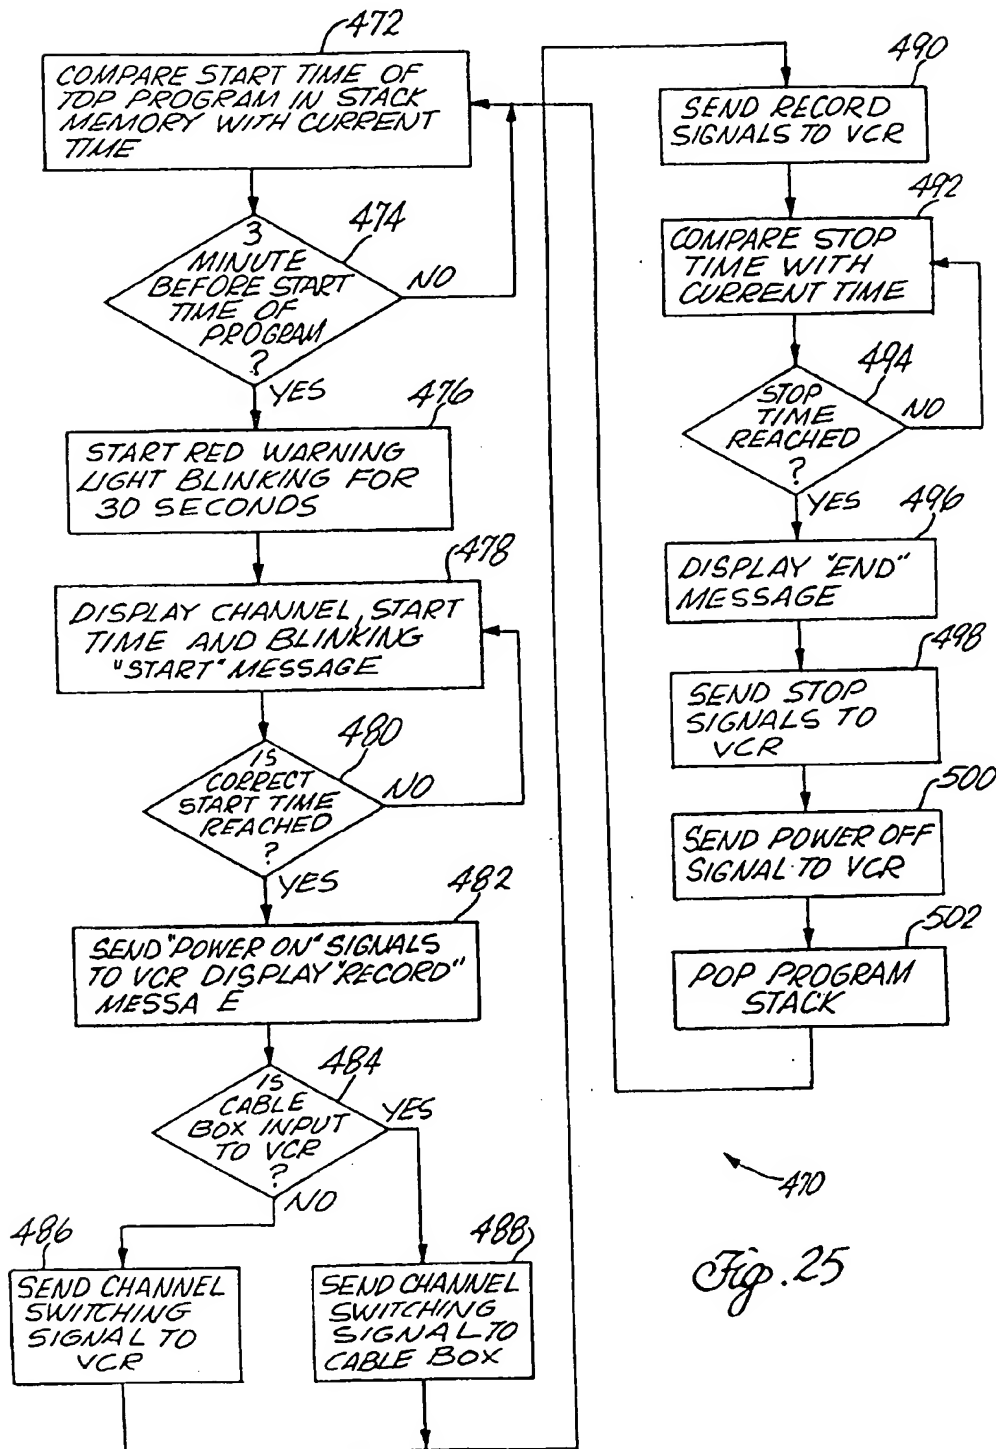 472
COMPARE START TIME OF
TOP PROGRAM IN STACK
MEMORY WITH CURRENT
TIME
474
3
MINUTE
BEFORE START
TIME OF
PROGRAM
?
NO
YES
476
START RED WARNING
LIGHT BLINKING FOR
30 SECONDS
478
DISPLAY CHANNEL, START
TIME AND BLINKING
"START" MESSAGE
480
IS
CORRECT
START TIME
REACHED
?
NO
YES
482
SEND "POWER ON" SIGNALS
TO VCR DISPLAY "RECORD"
MESSA E
484
IS
CABLE
BOX INPUT
TO VCR
?
YES
NO
486
SEND CHANNEL
SWITCHING
SIGNAL TO
VCR
488
SEND CHANNEL
SWITCHING
SIGNAL TO
CABLE BOX
490
SEND RECORD
SIGNALS TO VCR
492
COMPARE STOP
TIME WITH
CURRENT TIME
494
STOP
TIME
REACHED
?
NO
YES
496
DISPLAY "END"
MESSAGE
498
SEND STOP
SIGNALS TO
VCR
500
SEND POWER OFF
SIGNAL TO VCR
502
POP PROGRAM
STACK
470
Fig. 25